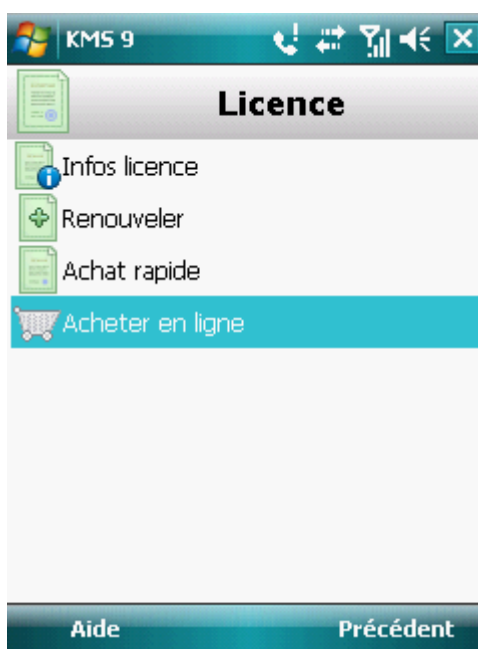 KMS 9
Licence
Infos licence
Renouveler
Achat rapide
Acheter en ligne
Aide Précédent